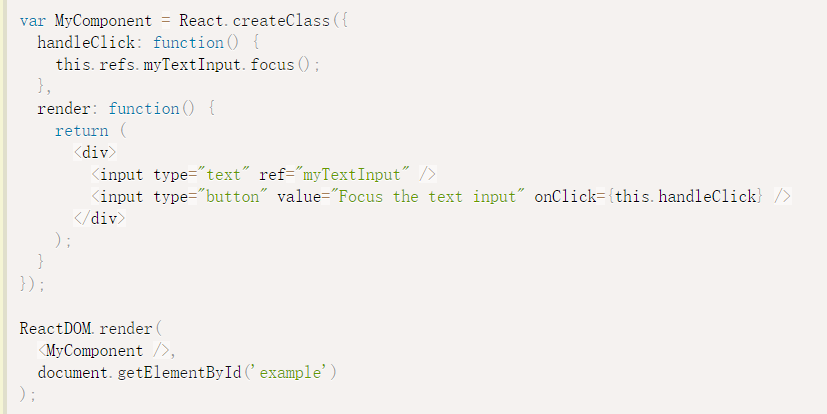 var MyComponent = React.createClass({
  handleClick: function() {
    this.refs.myTextInput.focus();
  },
  render: function() {
    return (
      <div>
        <input type="text" ref="myTextInput" />
        <input type="button" value="Focus the text input" onClick={this.handleClick} />
      </div>
    );
  }
});

ReactDOM.render(
  <MyComponent />,
  document.getElementById('example')
);